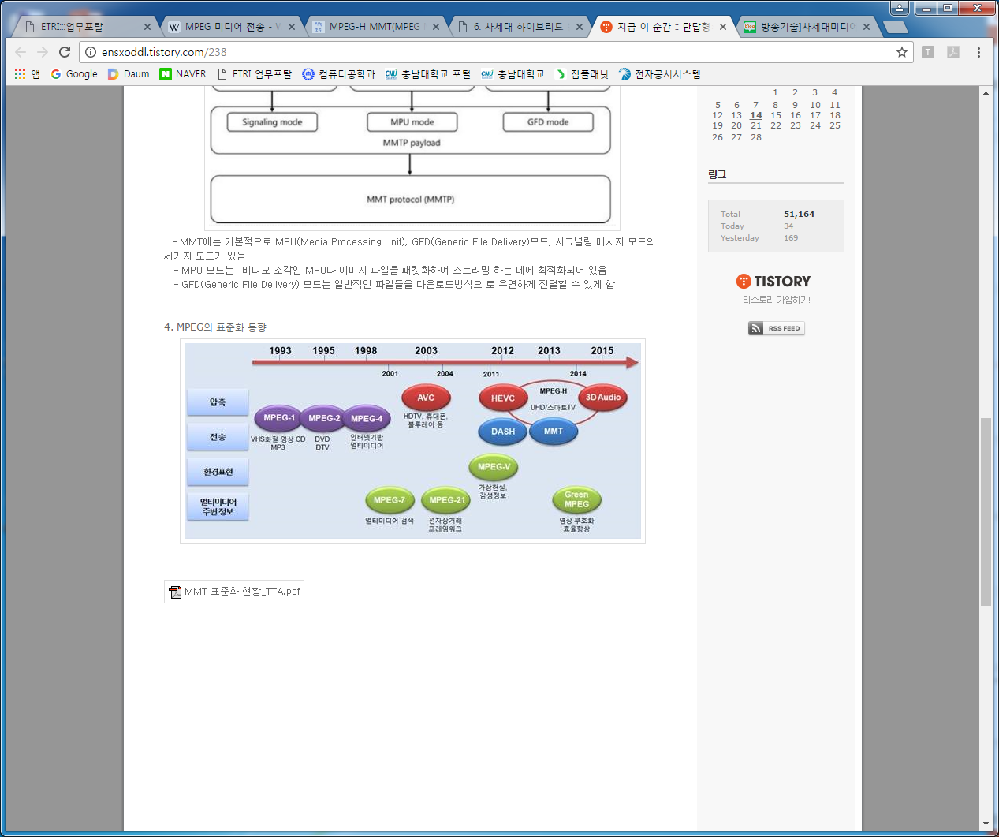 ETRI:::업무포탈
MPEG 미디어 전송 - W
MPEG-H MMT(MPEG
6. 차세대 하이브리드
지금 이 순간 :: 단답형
방송기술]차세대미디어
ensxoddl.tistory.com/238
앱
Google
Daum
NAVER
ETRI 업무포탈
컴퓨터공학과
충남대학교 포털
충남대학교
잡플래닛
전자공시시스템
Signaling mode
MPU mode
GFD mode
MMTP payload
MMT protocol (MMTP)
- MMT에는 기본적으로 MPU(Media Processing Unit), GFD(Generic File Delivery)모드, 시그널링 메시지 모드의
세가지 모드가 있음
- MPU 모드는 비디오 조각인 MPU나 이미지 파일을 패킷화하여 스트리밍 하는 데에 최적화되어 있음
- GFD(Generic File Delivery) 모드는 일반적인 파일들을 다운로드방식으 로 유연하게 전달할 수 있게 함
4. MPEG의 표준화 동향
1993 1995 1998 2003 2012 2013 2015
2001 2004 2011 2014
압축
전송
환경표현
멀티미디어
주변 정보
MPEG-1
VHS화질 영상 CD
MP3
MPEG-2
DVD
DTV
MPEG-4
인터넷기반
멀티미디어
AVC
HDTV, 휴대폰,
블루레이 등
HEVC
MPEG-H
UHD/스마트TV
3D Audio
DASH
MMT
MPEG-V
가상현실,
감성정보
MPEG-7
멀티미디어 검색
MPEG-21
전자상거래
프레임워크
Green
MPEG
영상 부호화
효율향상
MMT 표준화 현황_TTA.pdf
1 2 3 4
5 6 7 8 9 10 11
12 13 14 15 16 17 18
19 20 21 22 23 24 25
26 27 28
링크
Total 51,164
Today 34
Yesterday 169
TISTORY
티스토리 가입하기!
RSS FEED